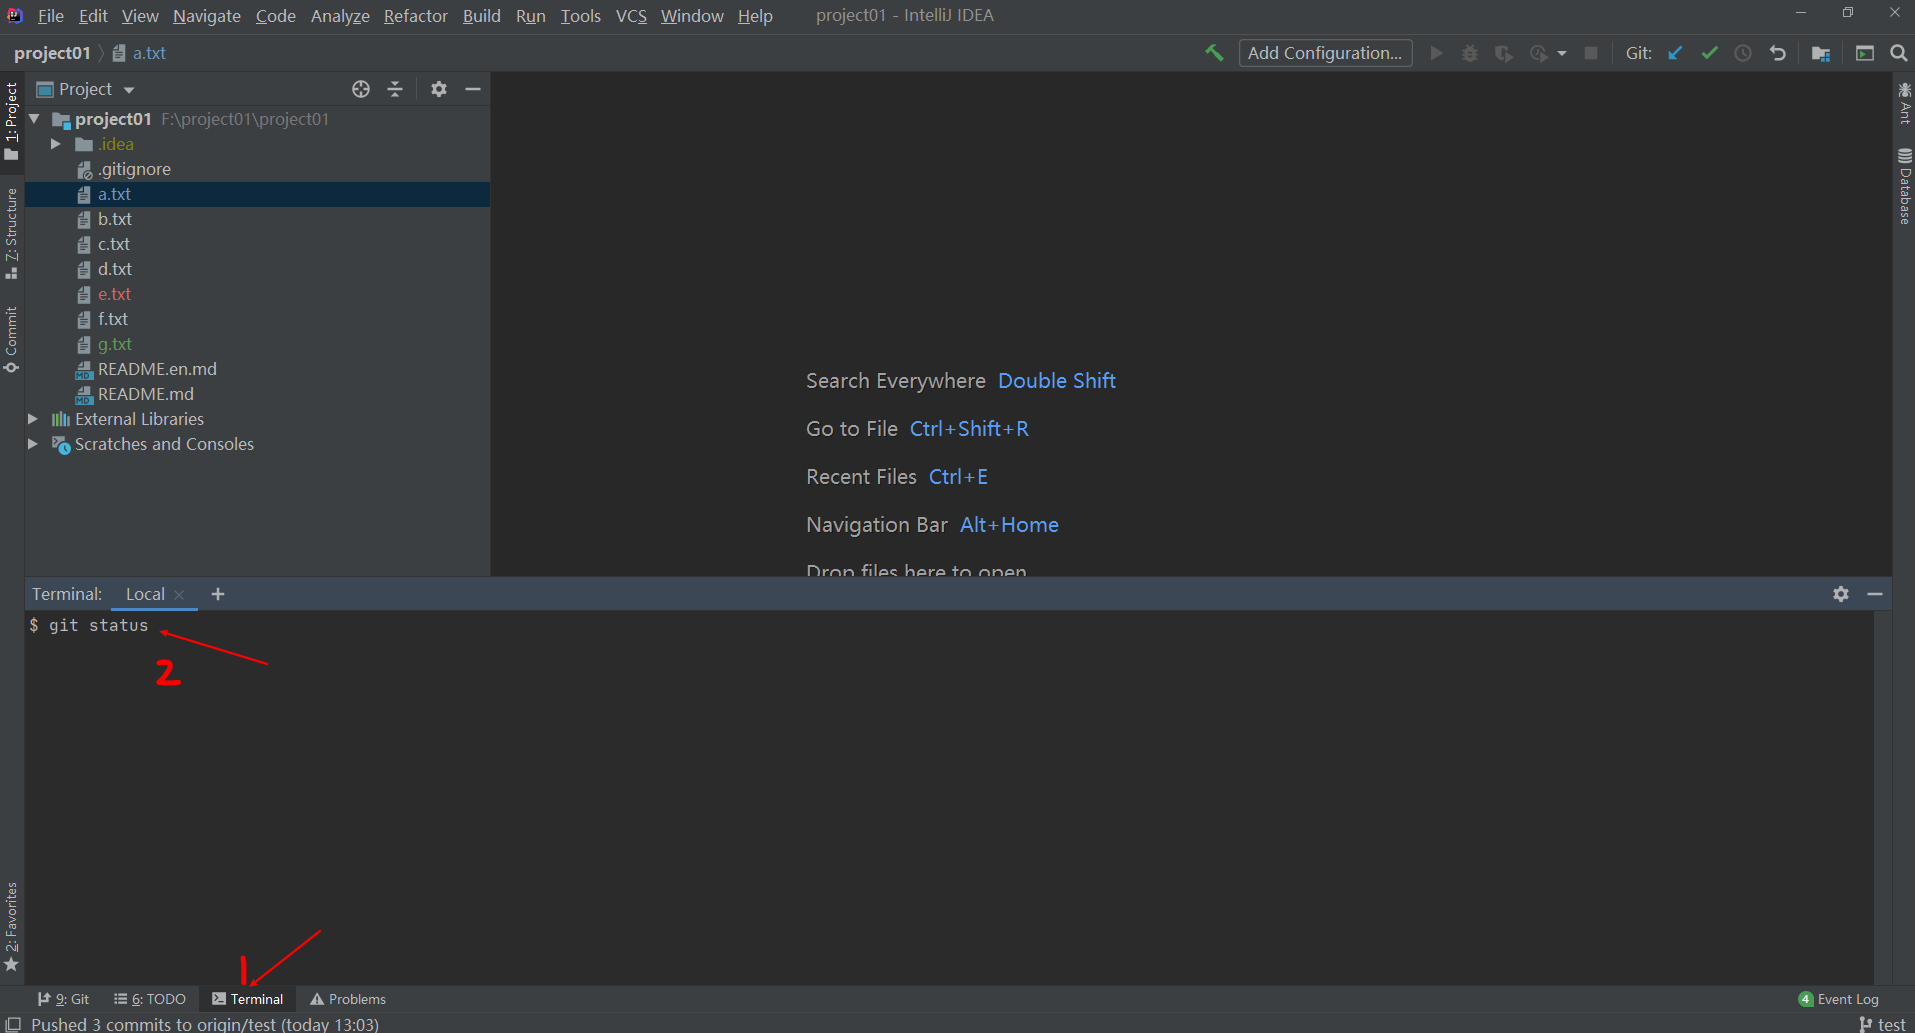 File Edit View Navigate Code Analyze Refactor Build Run Tools VCS Window Help project01 - IntelliJ IDEA
project01 a.txt Add Configuration... Git:
Project
project01 F:\project01\project01
.idea
.gitignore
a.txt
b.txt
c.txt
d.txt
e.txt
f.txt
g.txt
README.en.md
README.md
External Libraries
Scratches and Consoles
1: Project
Z: Structure
Commit
2: Favorites
Ant
Database
Search Everywhere Double Shift
Go to File Ctrl+Shift+R
Recent Files Ctrl+E
Navigation Bar Alt+Home
Drop files here to open
Terminal: Local +
$ git status
2
1
9: Git 6: TODO Terminal Problems 4 Event Log
Pushed 3 commits to origin/test (today 13:03) test